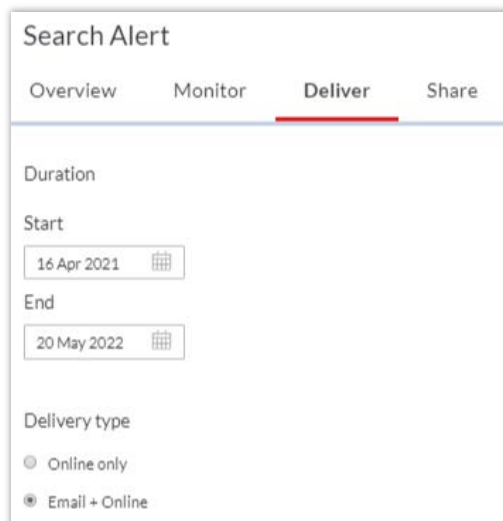 Search Alert
Overview Monitor Deliver Share
Duration
Start
16 Apr 2021
End
20 May 2022
Delivery type
Online only
Email + Online